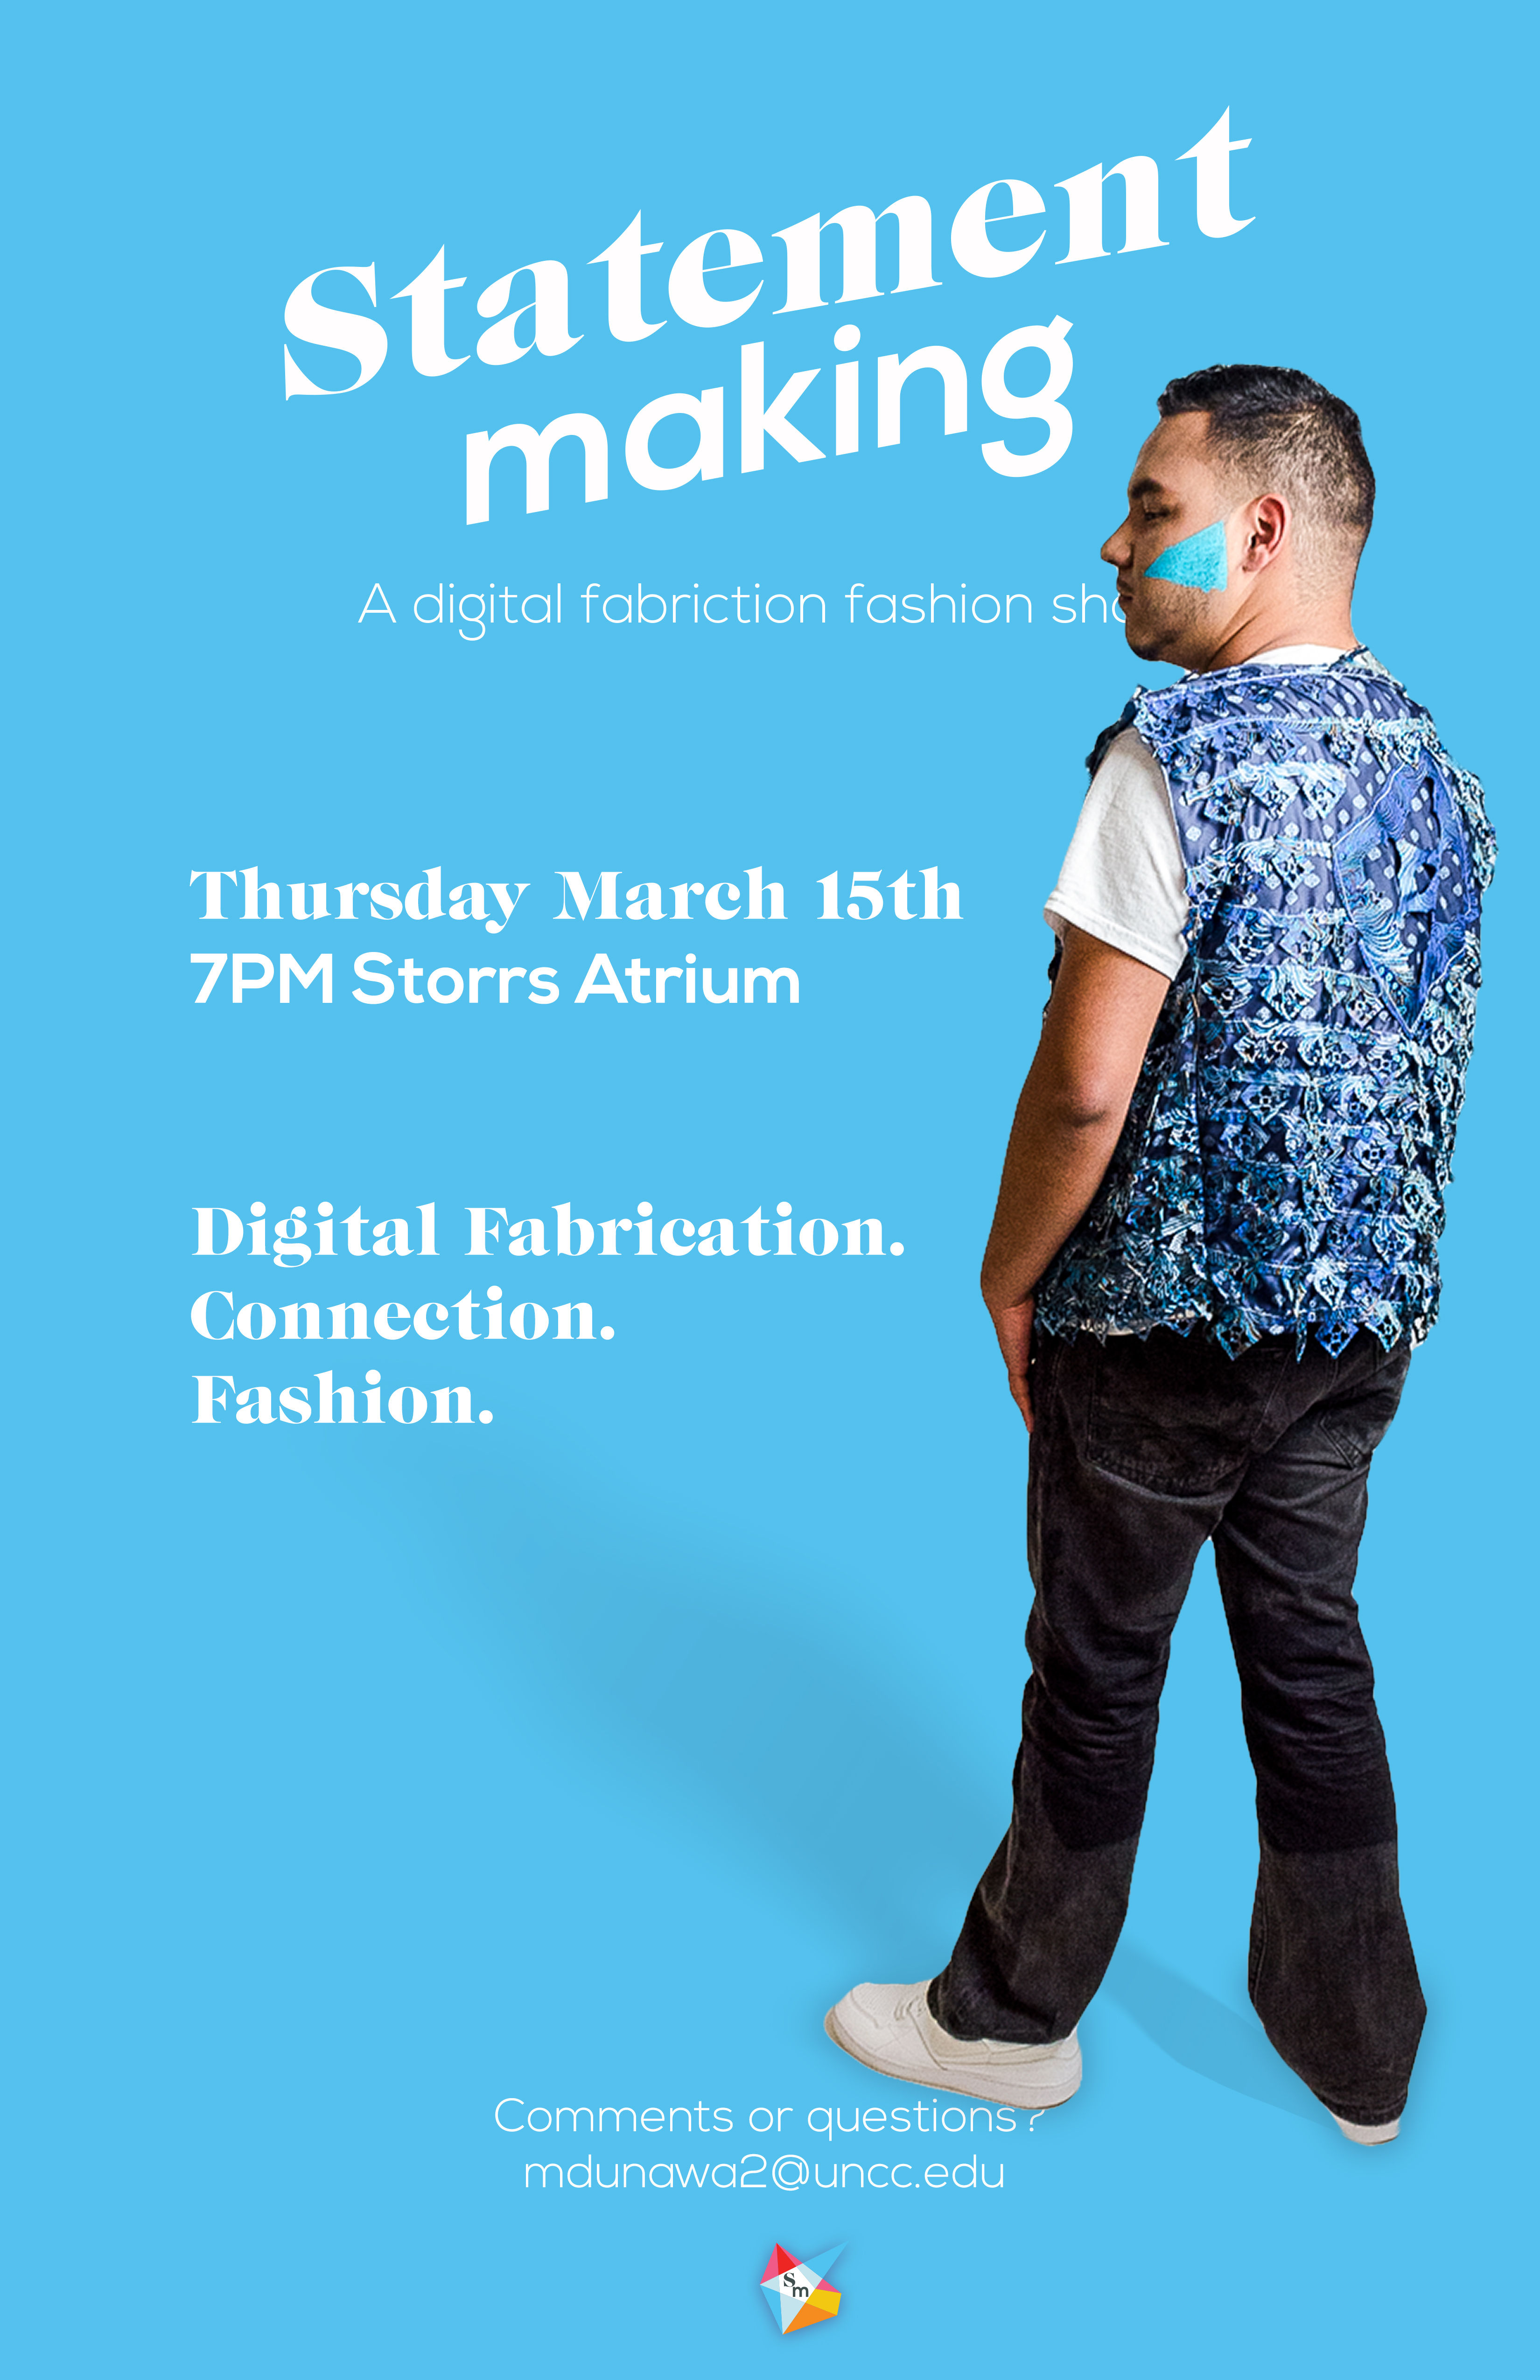 Statement
making
A digital fabriction fashion sho
Thursday March 15th
7PM Storrs Atrium
Digital Fabrication.
Connection.
Fashion.
Comments or questions?
mdunawa2@uncc.edu
S
m